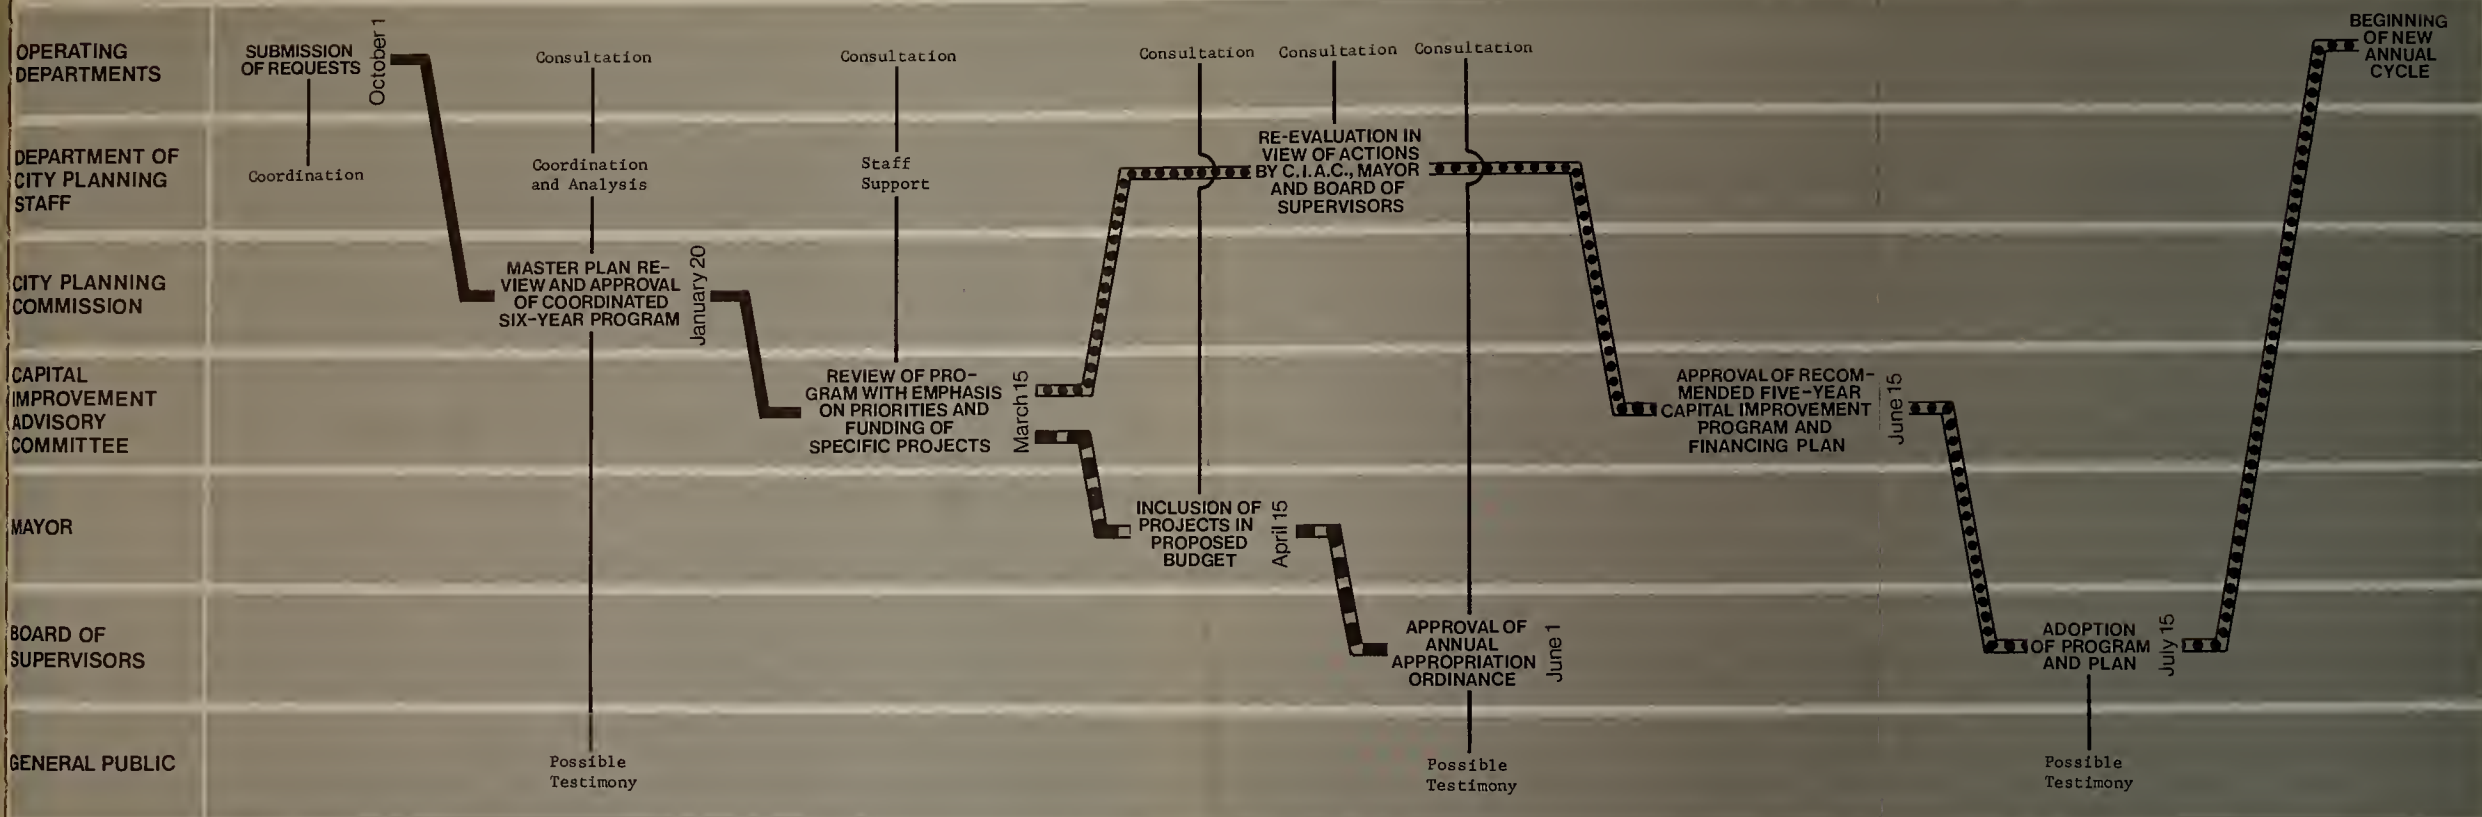 OPERATING
DEPARTMENTS
SUBMISSION
OF REQUESTS
October 1
Consultation
Consultation
Consultation
Consultation
Consultation
BEGINNING
OF NEW
ANNUAL
CYCLE
DEPARTMENT OF
CITY PLANNING
STAFF
Coordination
Coordination
and Analysis
Staff
Support
RE-EVALUATION IN
VIEW OF ACTIONS
BY C.I.A.C., MAYOR
AND BOARD OF
SUPERVISORS
CITY PLANNING
COMMISSION
MASTER PLAN RE-
VIEW AND APPROVAL
OF COORDINATED
SIX-YEAR PROGRAM
January 20
CAPITAL
IMPROVEMENT
ADVISORY
COMMITTEE
REVIEW OF PRO-
GRAM WITH EMPHASIS
ON PRIORITIES AND
FUNDING OF
SPECIFIC PROJECTS
March 15
APPROVAL OF RECOM-
MENDED FIVE-YEAR
CAPITAL IMPROVEMENT
PROGRAM AND
FINANCING PLAN
June 15
MAYOR
INCLUSION OF
PROJECTS IN
PROPOSED
BUDGET
April 15
BOARD OF
SUPERVISORS
APPROVAL OF
ANNUAL
APPROPRIATION
ORDINANCE
June 1
ADOPTION
OF PROGRAM
AND PLAN
July 15
GENERAL PUBLIC
Possible
Testimony
Possible
Testimony
Possible
Testimony